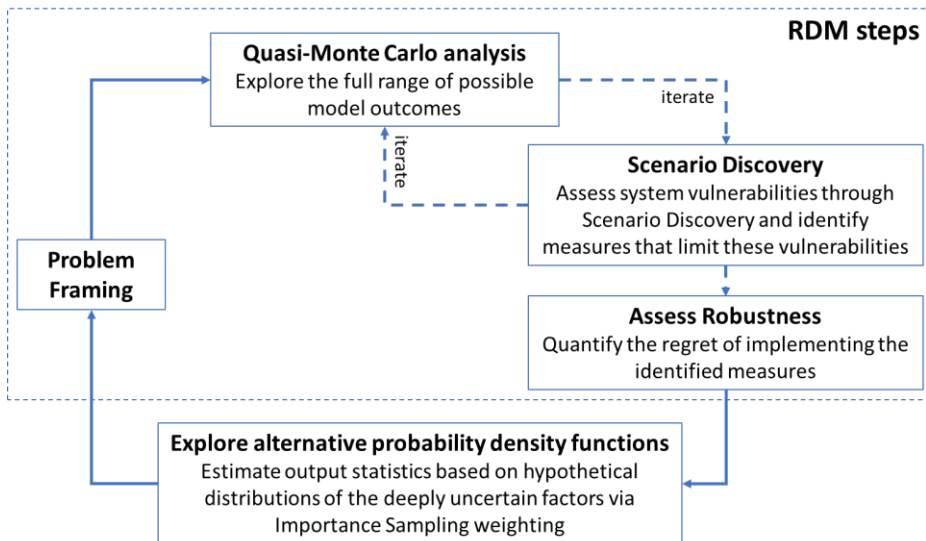 RDM steps
Quasi-Monte Carlo analysis
Explore the full range of possible
model outcomes
iterate
iterate
Scenario Discovery
Assess system vulnerabilities through
Scenario Discovery and identify
measures that limit these vulnerabilities
Problem
Framing
Assess Robustness
Quantify the regret of implementing the
identified measures
Explore alternative probability density functions
Estimate output statistics based on hypothetical
distributions of the deeply uncertain factors via
Importance Sampling weighting